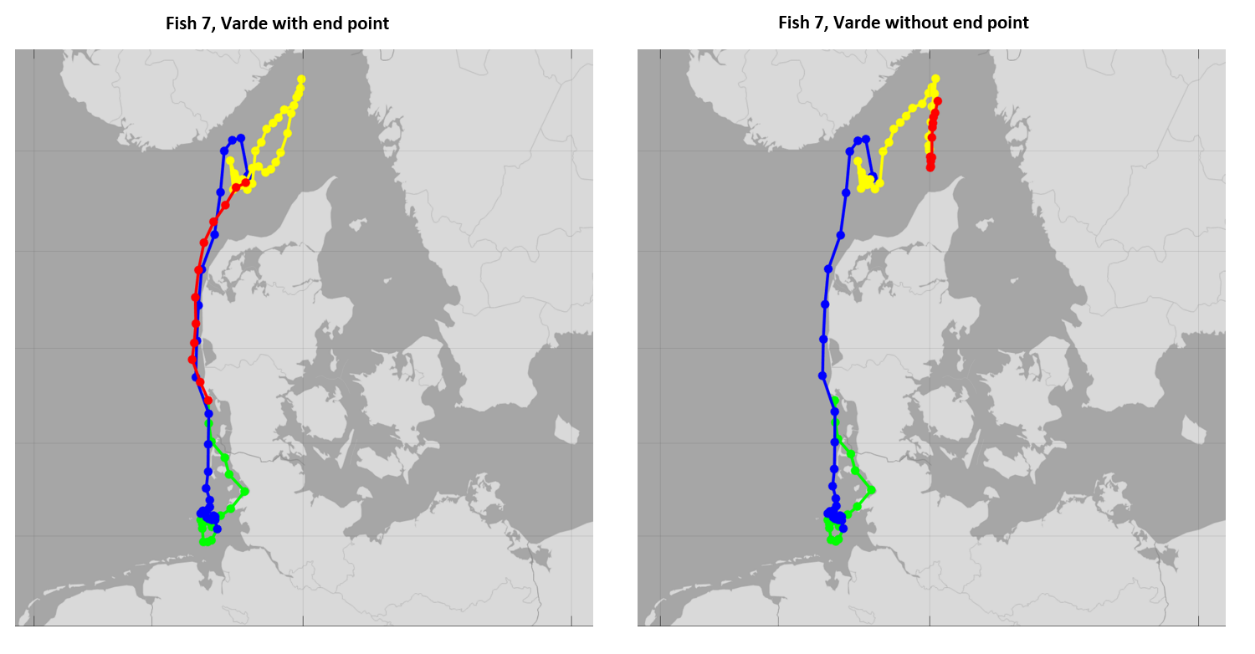 Fish 7, Varde with end point
Fish 7, Varde without end point